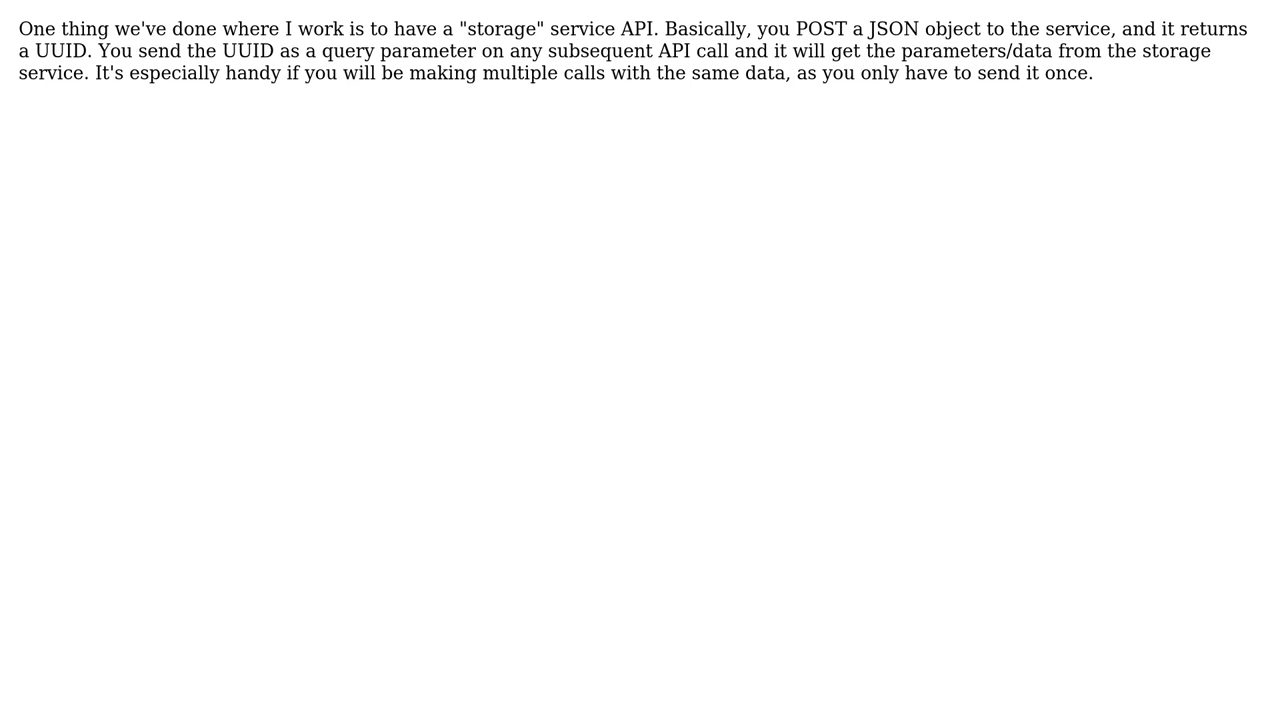 One thing we've done where I work is to have a "storage" service API. Basically, you POST a JSON object to the service, and it returns
a UUID. You send the UUID as a query parameter on any subsequent API call and it will get the parameters/data from the storage
service. It's especially handy if you will be making multiple calls with the same data, as you only have to send it once.